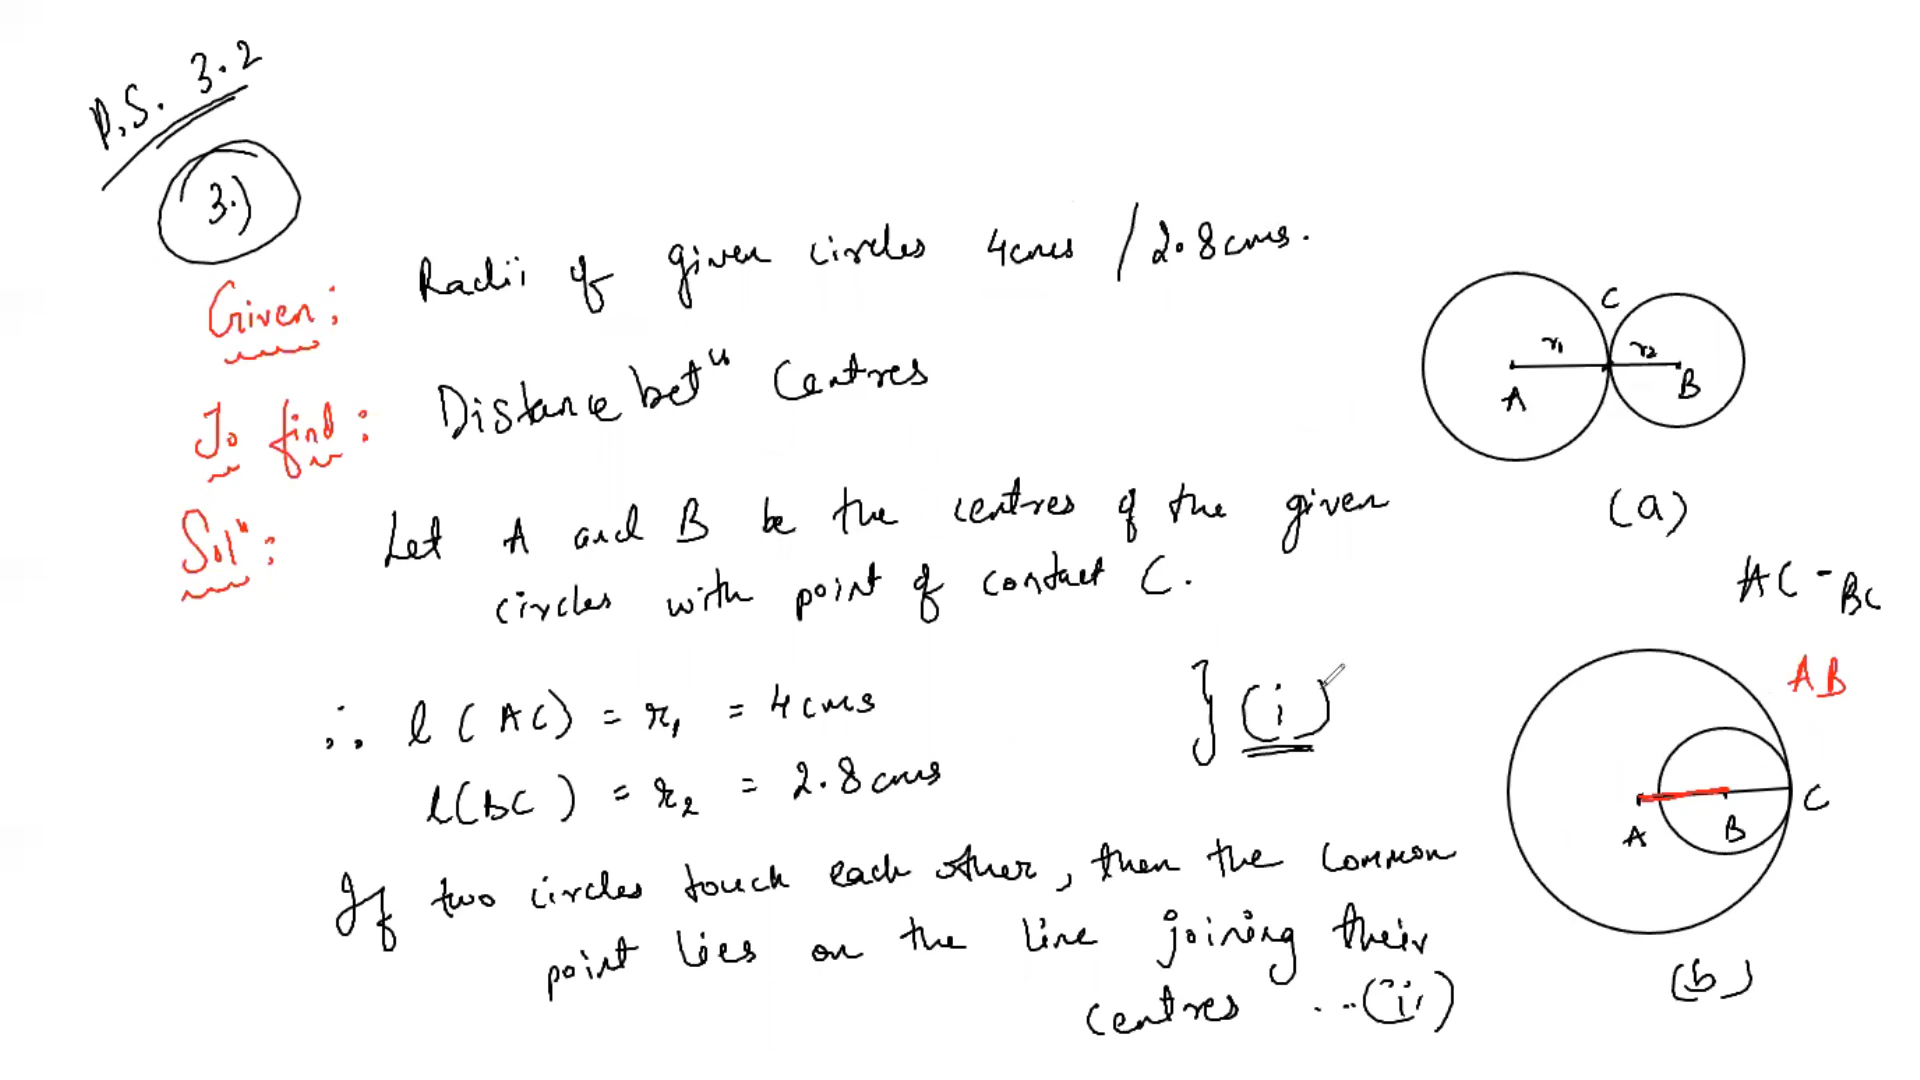 P.S. 3.2
3.)
Given: Radii of given circles 4cms / 2.8cms.
To find: Distance betⁿ Centres
Solⁿ: Let A and B be the centres of the given
circles with point of contact C.
∴ l(AC) = r₁ = 4cms
l(BC) = r₂ = 2.8cms
} (i)
If two circles touch each other, then the common
point lies on the line joining their
centres ...(ii)
C
r₁ r₂
A B
(a)
AC - BC
AB
A B C
(b)